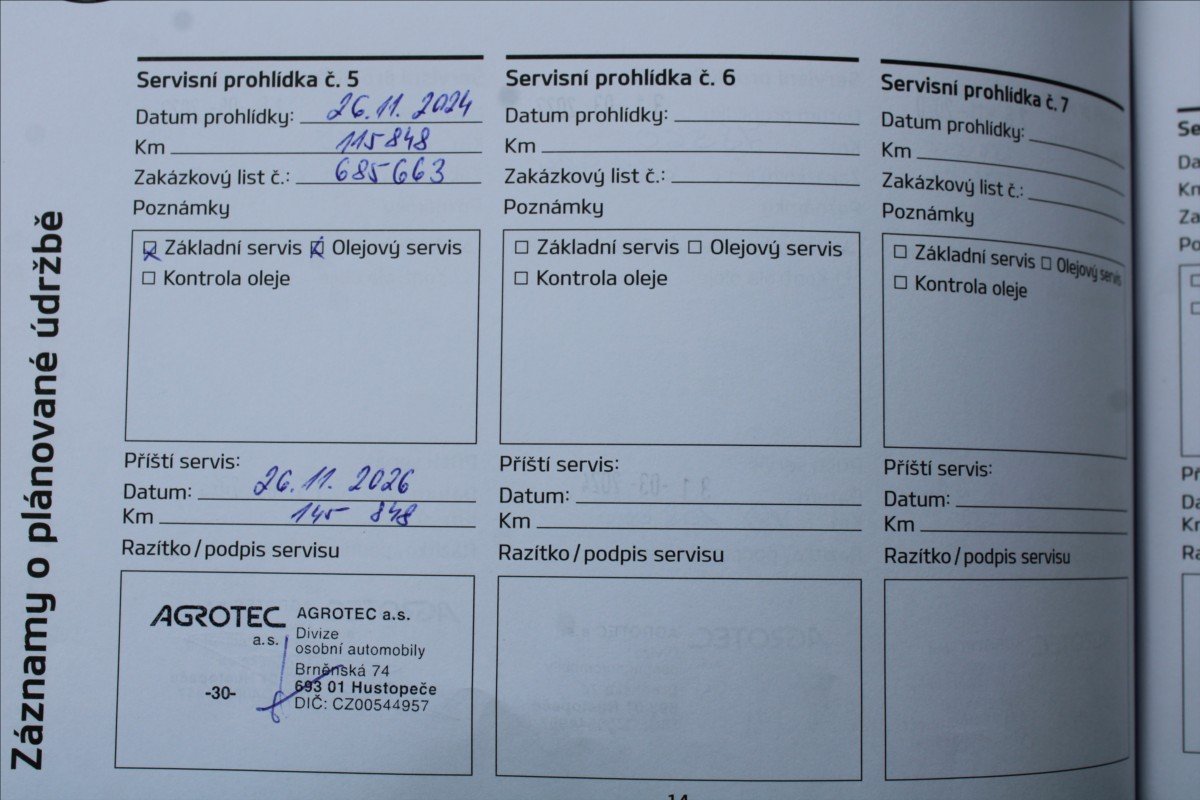 Záznamy o plánované údržbě
Servisní prohlídka č. 5
Datum prohlídky: 26.11. 2024
Km 115848
Zakázkový list č.: 685663
Poznámky
Základní servis Olejový servis
Kontrola oleje
Příští servis:
Datum: 26.11. 2026
Km 145 848
Razítko/podpis servisu
AGROTEC
a.s.
-30-
AGROTEC a.s.
Divize
osobní automobily
Brněnská 74
693 01 Hustopeče
DIČ: CZ00544957
Servisní prohlídka č. 6
Datum prohlídky:
Km
Zakázkový list č.:
Poznámky
Základní servis Olejový servis
Kontrola oleje
Příští servis:
Datum:
Km
Razítko/podpis servisu
Servisní prohlídka č. 7
Datum prohlídky:
Km
Zakázkový list č.:
Poznámky
Základní servis Olejový servis
Kontrola oleje
Příští servis:
Datum:
Km
Razítko/podpis servisu
14